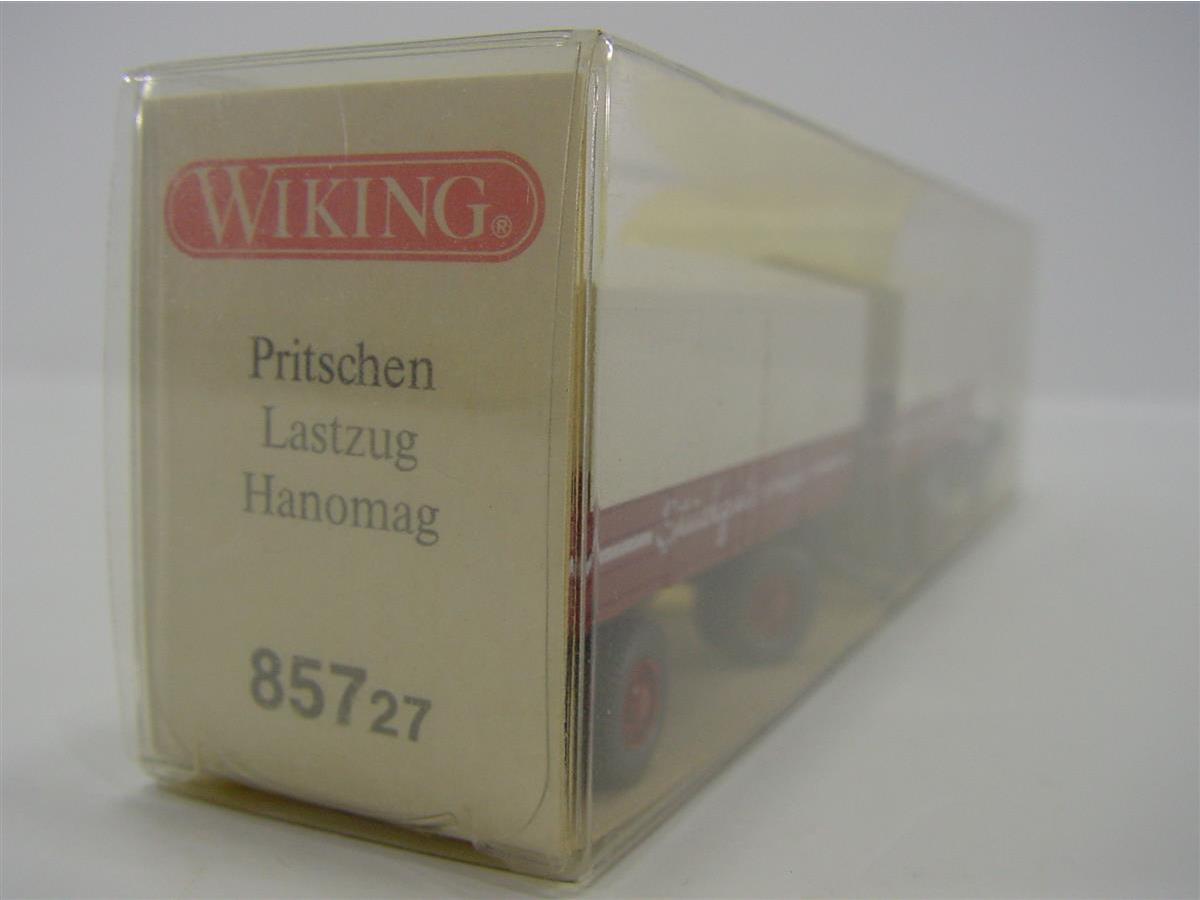 WIKING®
Pritschen
Lastzug
Hanomag
85727